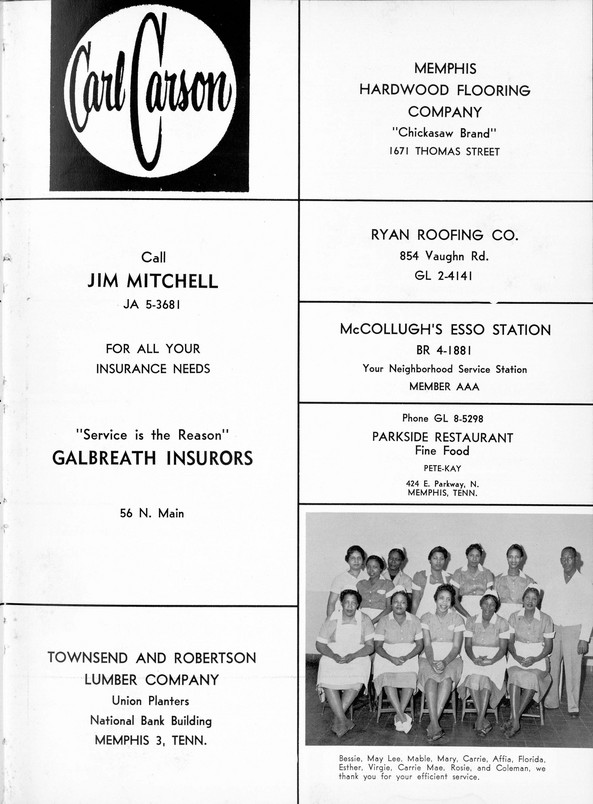 Carl Carson
Call
JIM MITCHELL
JA 5-3681
FOR ALL YOUR
INSURANCE NEEDS
"Service is the Reason"
GALBREATH INSURORS
56 N. Main
TOWNSEND AND ROBERTSON
LUMBER COMPANY
Union Planters
National Bank Building
MEMPHIS 3, TENN.
MEMPHIS
HARDWOOD FLOORING
COMPANY
"Chickasaw Brand"
1671 THOMAS STREET
RYAN ROOFING CO.
854 Vaughn Rd.
GL 2-4141
McCOLLUGH'S ESSO STATION
BR 4-1881
Your Neighborhood Service Station
MEMBER AAA
Phone GL 8-5298
PARKSIDE RESTAURANT
Fine Food
PETE-KAY
424 E. Parkway, N.
MEMPHIS, TENN.
Bessie, May Lee, Mable, Mary, Carrie, Affia, Florida,
Esther, Virgie, Carrie Mae, Rosie, and Coleman, we
thank you for your efficient service.